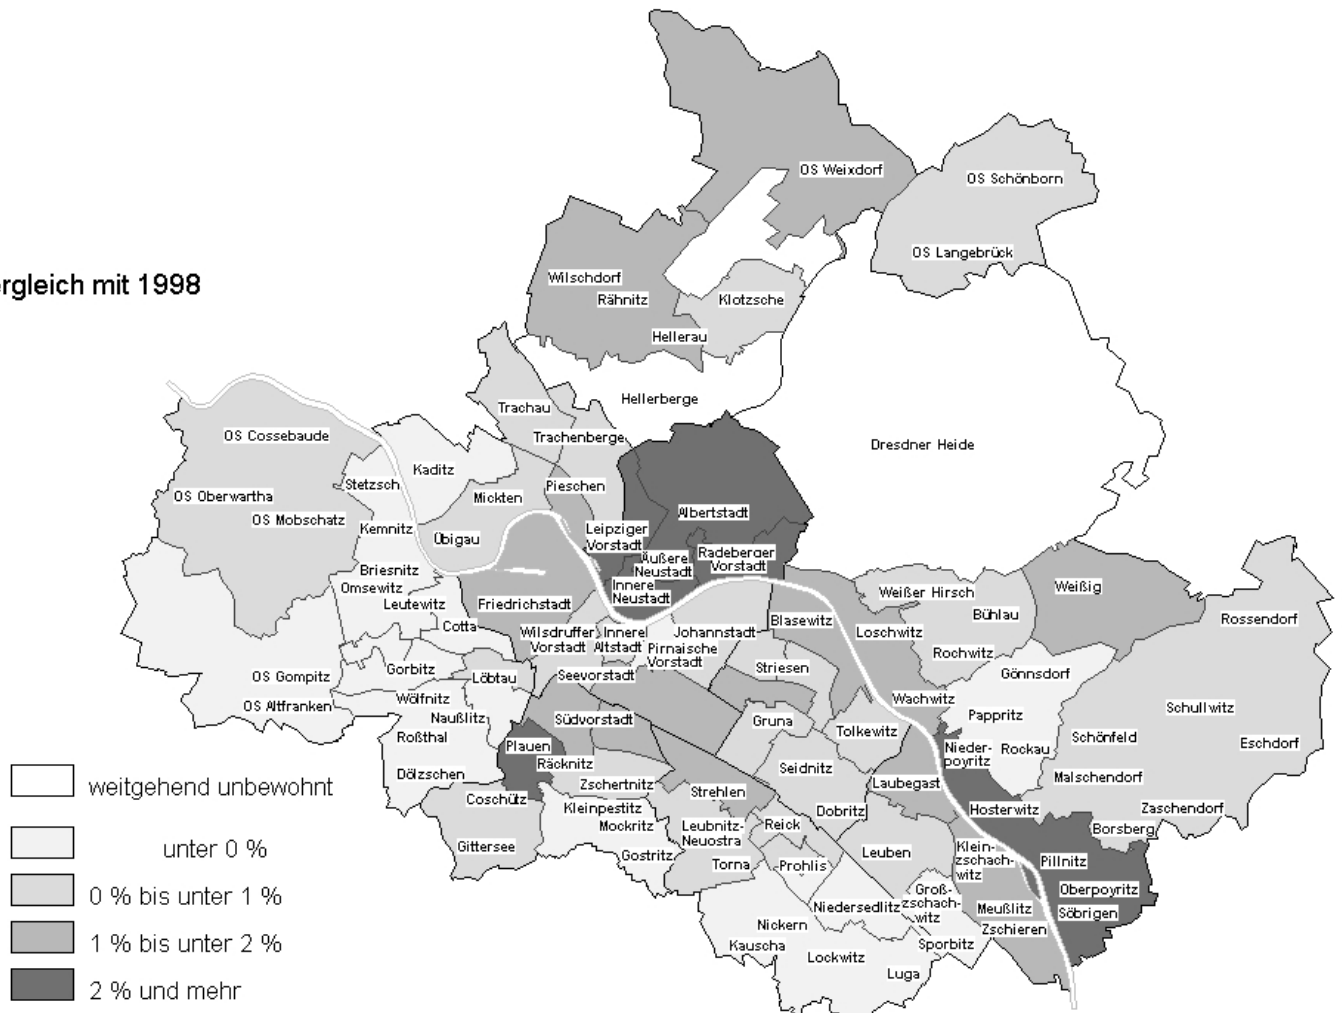 OS Weixdorf
OS Schönborn
OS Langebrück
ergleich mit 1998
Wilschdorf
Rähnitz
Klotzsche
Hellerau
Hellerberge
Trachau
Trachenberge
Dresdner Heide
OS Cossebaude
Kaditz
Stetzsch
Pieschen
Mickten
OS Oberwartha
OS Mobschatz
Albertstadt
Kemnitz
Übigau
Leipziger
Vorstadt
Radeberger
Vorstadt
Äußere
Neustadt
Innere
Neustadt
Briesnitz
Omsewitz
Leutewitz
Friedrichstadt
Cotta
Weißer Hirsch
Weißig
Bühlau
Rossendorf
Blasewitz
Loschwitz
Rochwitz
Wilsdruffer
Vorstadt
Innere
Altstadt
Johannstadt
Pirnaische
Vorstadt
Seevorstadt
Striesen
OS Gompitz
Gorbitz
Löbtau
Gönnsdorf
OS Altfranken
Wölfnitz
Naußlitz
Wachwitz
Südvorstadt
Gruna
Tolkewitz
Pappritz
Schullwitz
Roßthal
Plauen
Räcknitz
Nieder-
poyritz
Rockau
Schönfeld
Eschdorf
Dölzschen
Zschertnitz
Seidnitz
Malschendorf
weitgehend unbewohnt
Coschütz
Kleinpestitz
Strehlen
Laubegast
Dobritz
Hosterwitz
Zaschendorf
Mockritz
Leubnitz-
Neuostra
Reick
Borsberg
unter 0 %
Gittersee
Gostritz
Torna
Prohlis
Leuben
Klein-
zschach-
witz
Pillnitz
Oberpoyritz
0 % bis unter 1 %
Groß-
zschach-
witz
Niedersedlitz
Meußlitz
Söbrigen
Nickern
Zschieren
1 % bis unter 2 %
Kauscha
Sporbitz
Lockwitz
Luga
2 % und mehr